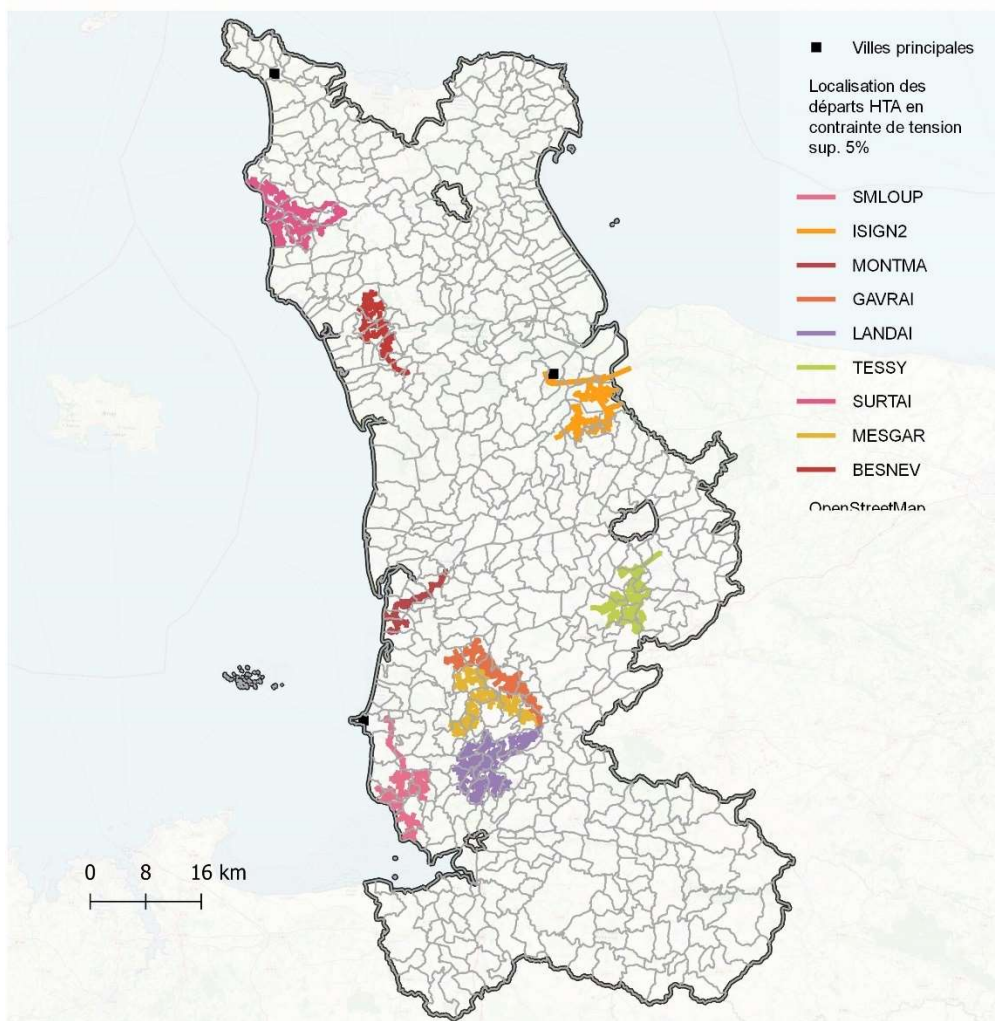 Villes principales
Localisation des
départs HTA en
contrainte de tension
sup. 5%
SMLOUP
ISIGN2
MONTMA
GAVRAI
LANDAI
TESSY
SURTAI
MESGAR
BESNEV
OpenStreetMap
0 8 16 km